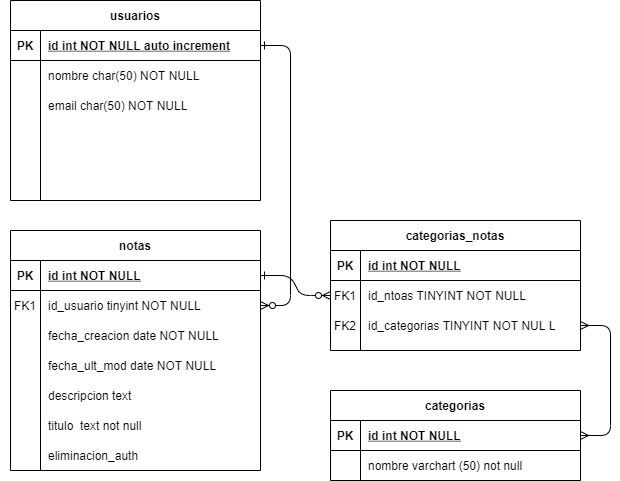 usuarios
PK id int NOT NULL auto increment
nombre char(50) NOT NULL
email char(50) NOT NULL
notas
PK id int NOT NULL
FK1 id_usuario tinyint NOT NULL
fecha_creacion date NOT NULL
fecha_ult_mod date NOT NULL
descripcion text
titulo  text not null
eliminacion_auth
categorias_notas
PK id int NOT NULL
FK1 id_ntoas TINYINT NOT NULL
FK2 id_categorias TINYINT NOT NUL L
categorias
PK id int NOT NULL
nombre varchart (50) not null